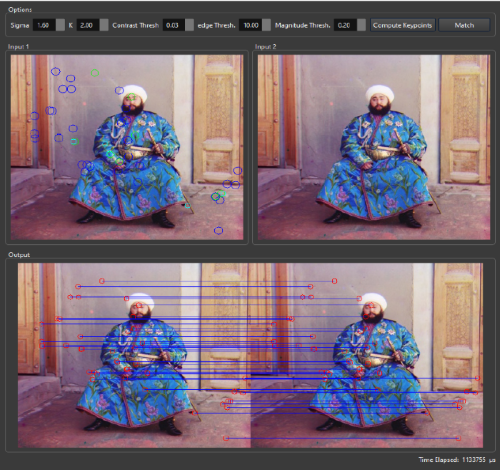 Options
Sigma 1.60 K 2.00 Contrast Thresh 0.03 edge Thresh. 10.00 Magnitude Thresh. 0.20 Compute Keypoints Match
Input 1 Input 2
Output
Time Elapsed: 1133755 μs